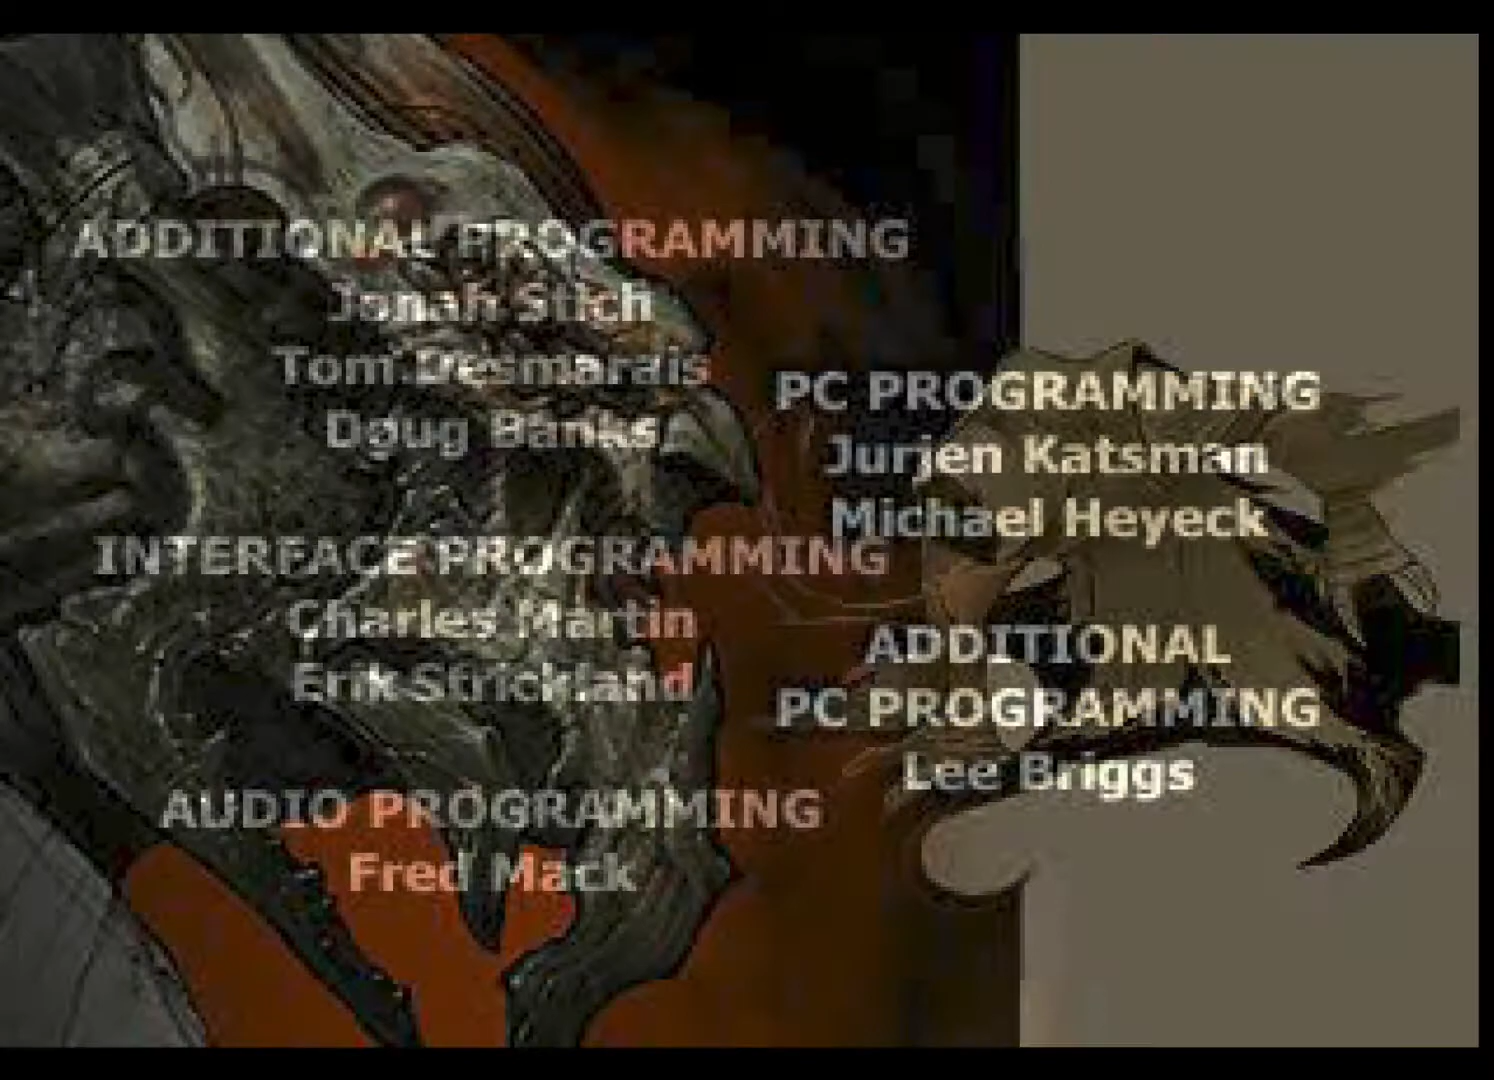 ADDITIONAL PROGRAMMING
Jonah Stich
Tom Desmarais
Doug Banks
INTERFACE PROGRAMMING
Charles Martin
Erik Strickland
AUDIO PROGRAMMING
Fred Mack
PC PROGRAMMING
Jurjen Katsman
Michael Heyeck
ADDITIONAL
PC PROGRAMMING
Lee Briggs